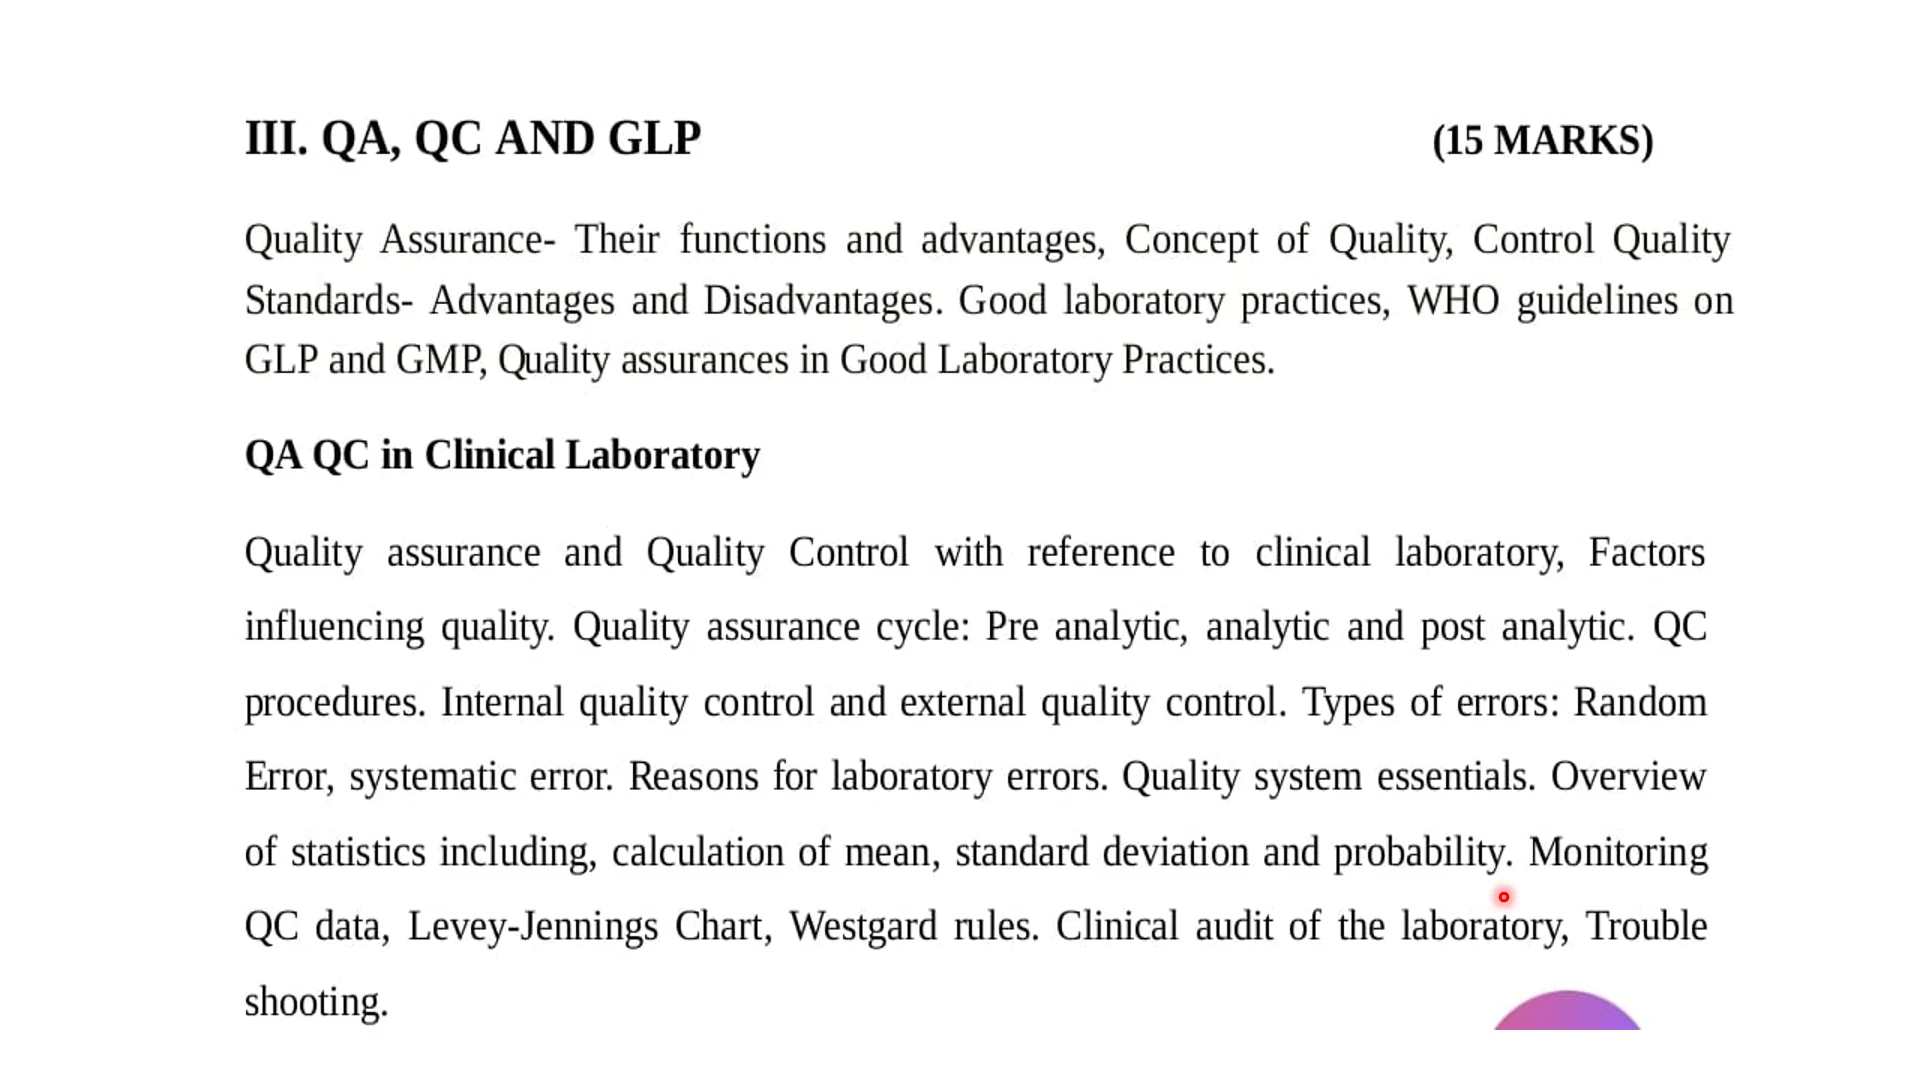 III. QA, QC AND GLP (15 MARKS)
Quality Assurance- Their functions and advantages, Concept of Quality, Control Quality
Standards- Advantages and Disadvantages. Good laboratory practices, WHO guidelines on
GLP and GMP, Quality assurances in Good Laboratory Practices.
QA QC in Clinical Laboratory
Quality assurance and Quality Control with reference to clinical laboratory, Factors
influencing quality. Quality assurance cycle: Pre analytic, analytic and post analytic. QC
procedures. Internal quality control and external quality control. Types of errors: Random
Error, systematic error. Reasons for laboratory errors. Quality system essentials. Overview
of statistics including, calculation of mean, standard deviation and probability. Monitoring
QC data, Levey-Jennings Chart, Westgard rules. Clinical audit of the laboratory, Trouble
shooting.